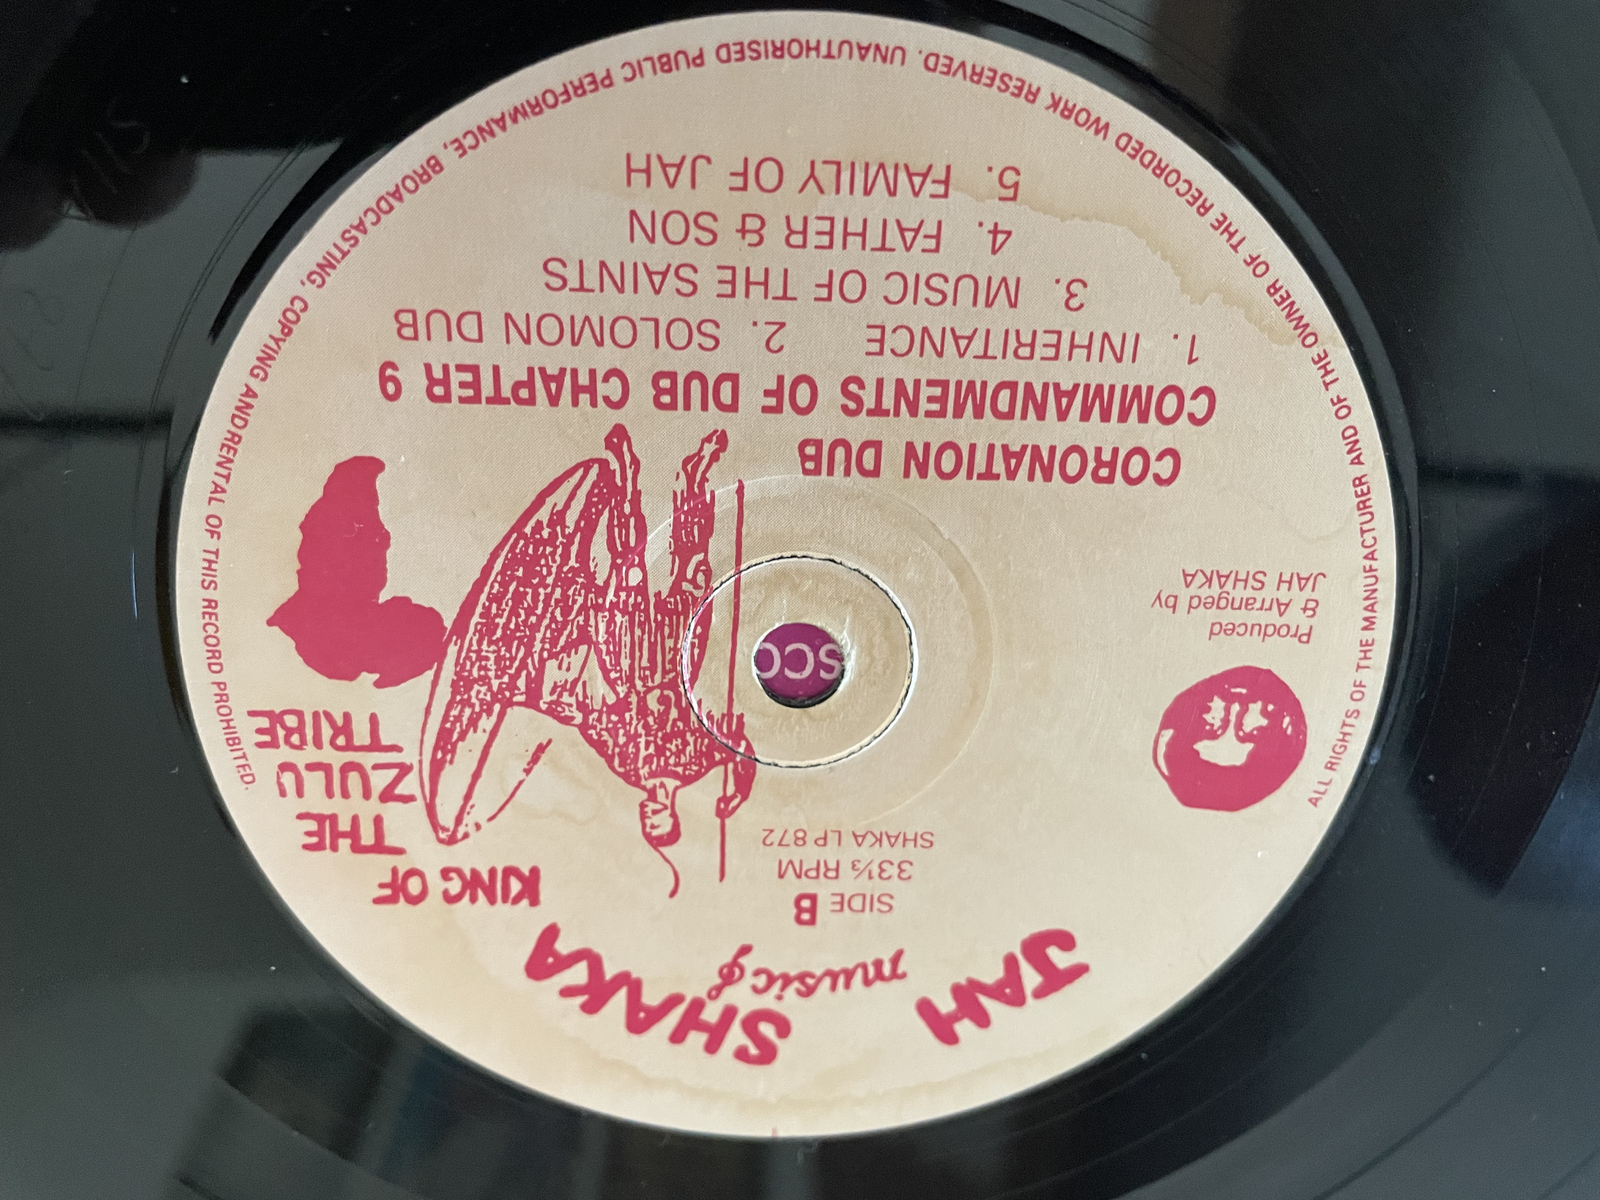 JAH SHAKA
music &
KING OF
THE
ZULU
TRIBE
SIDE B
33⅓ RPM
SHAKA LP 872
Produced
& Arranged by
JAH SHAKA
CORONATION DUB
COMMANDMENTS OF DUB CHAPTER 9
1. INHERITANCE 2. SOLOMON DUB
3. MUSIC OF THE SAINTS
4. FATHER & SON
5. FAMILY OF JAH
ALL RIGHTS OF THE MANUFACTURER AND OF THE OWNER OF THE RECORDED WORK RESERVED. UNAUTHORISED PUBLIC PERFORMANCE, BROADCASTING, COPYING AND RENTAL OF THIS RECORD PROHIBITED.